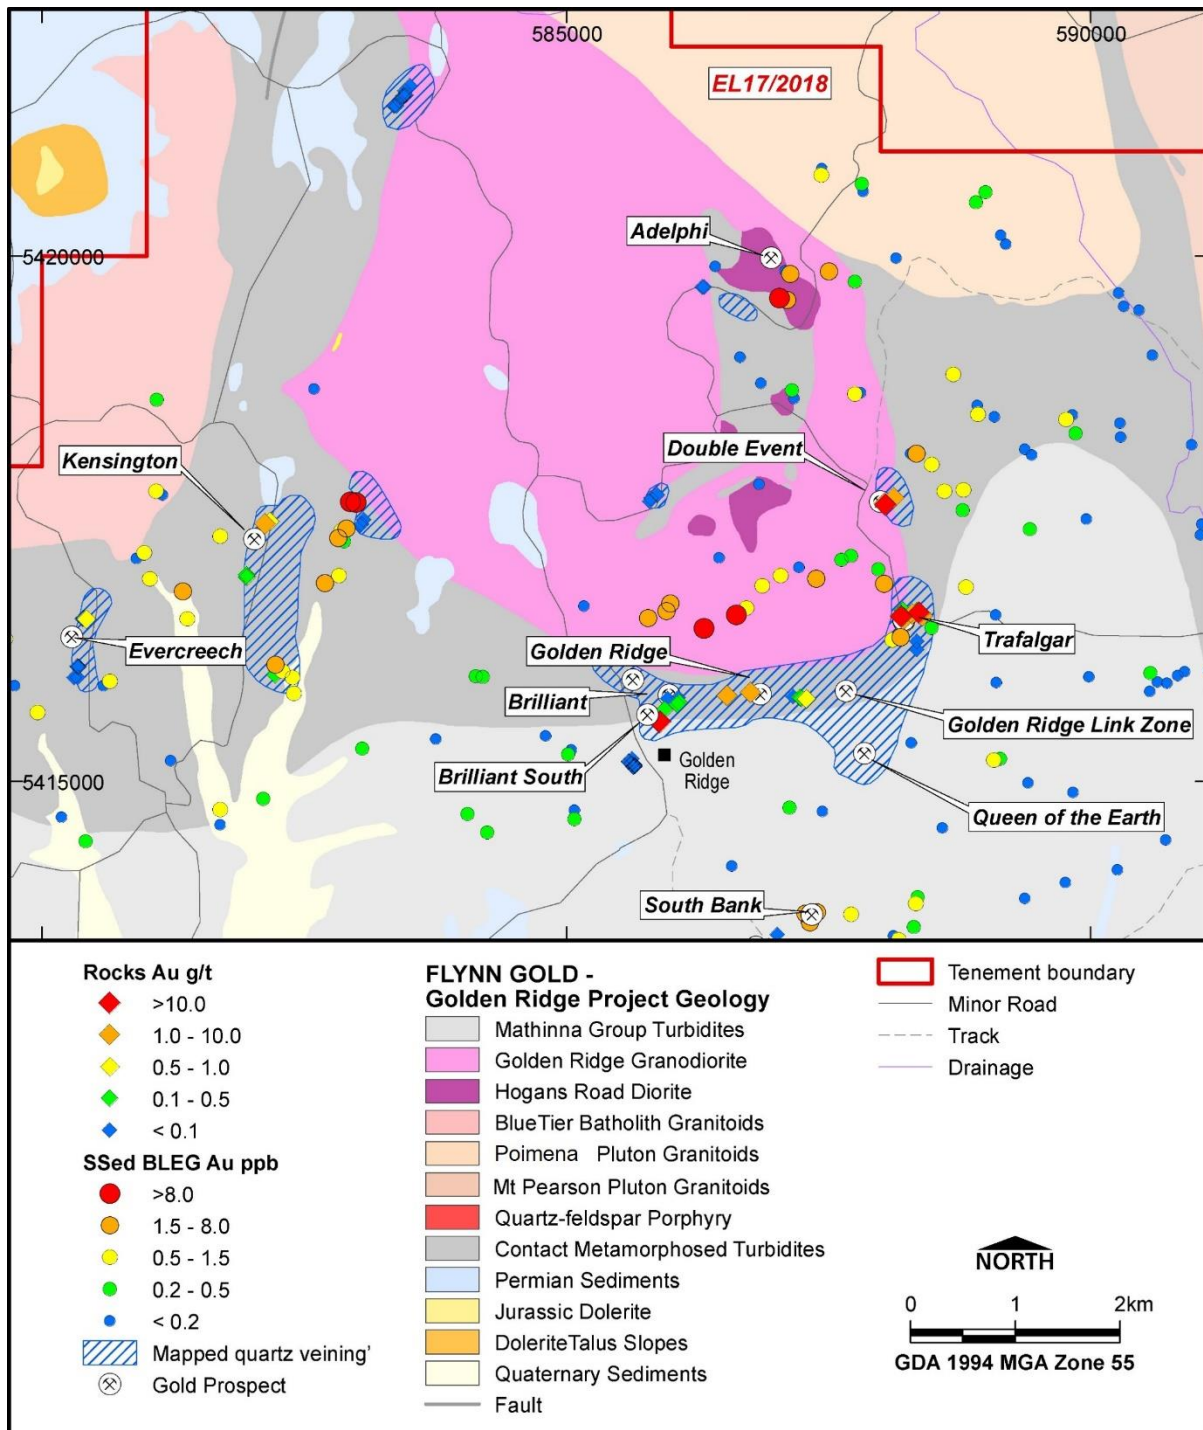 585000
590000
EL17/2018
Adelphi
5420000
Double Event
Kensington
Evercreech
Trafalgar
Golden Ridge
Brilliant
Golden Ridge Link Zone
Brilliant South
Golden
Ridge
5415000
Queen of the Earth
South Bank
Rocks Au g/t
>10.0
1.0 - 10.0
0.5 - 1.0
0.1 - 0.5
< 0.1
SSed BLEG Au ppb
>8.0
1.5 - 8.0
0.5 - 1.5
0.2 - 0.5
< 0.2
Mapped quartz veining'
Gold Prospect
FLYNN GOLD -
Golden Ridge Project Geology
Mathinna Group Turbidites
Golden Ridge Granodiorite
Hogans Road Diorite
BlueTier Batholith Granitoids
Poimena Pluton Granitoids
Mt Pearson Pluton Granitoids
Quartz-feldspar Porphyry
Contact Metamorphosed Turbidites
Permian Sediments
Jurassic Dolerite
DoleriteTalus Slopes
Quaternary Sediments
Fault
Tenement boundary
Minor Road
Track
Drainage
NORTH
0 1 2km
GDA 1994 MGA Zone 55